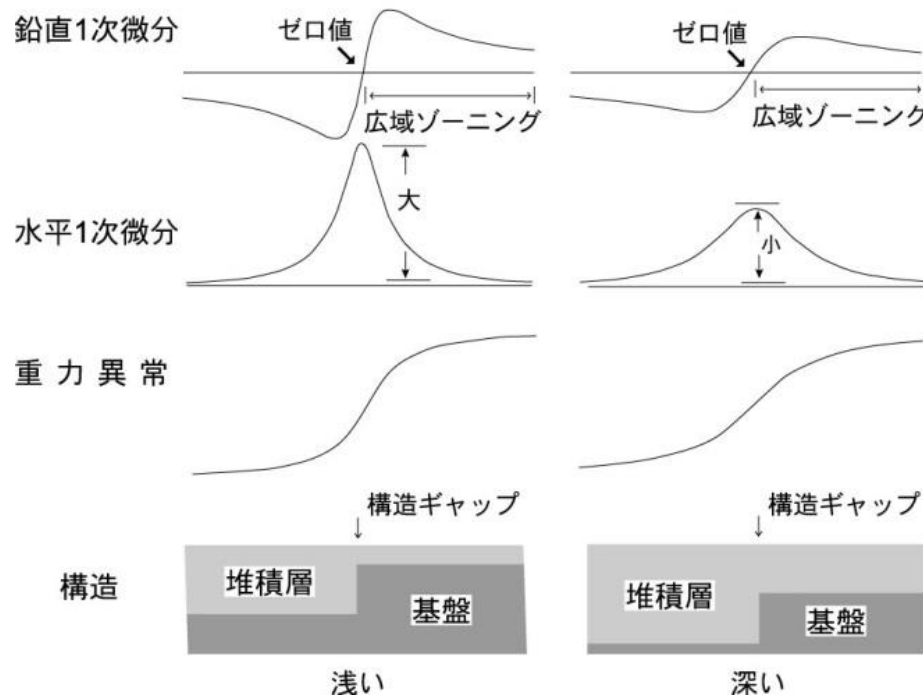 鉛直1次微分
ゼロ値
ゼロ値
広域ゾーニング
広域ゾーニング
水平1次微分
大
小
重力異常
構造ギャップ
構造ギャップ
構造
堆積層
基盤
堆積層
基盤
浅い
深い